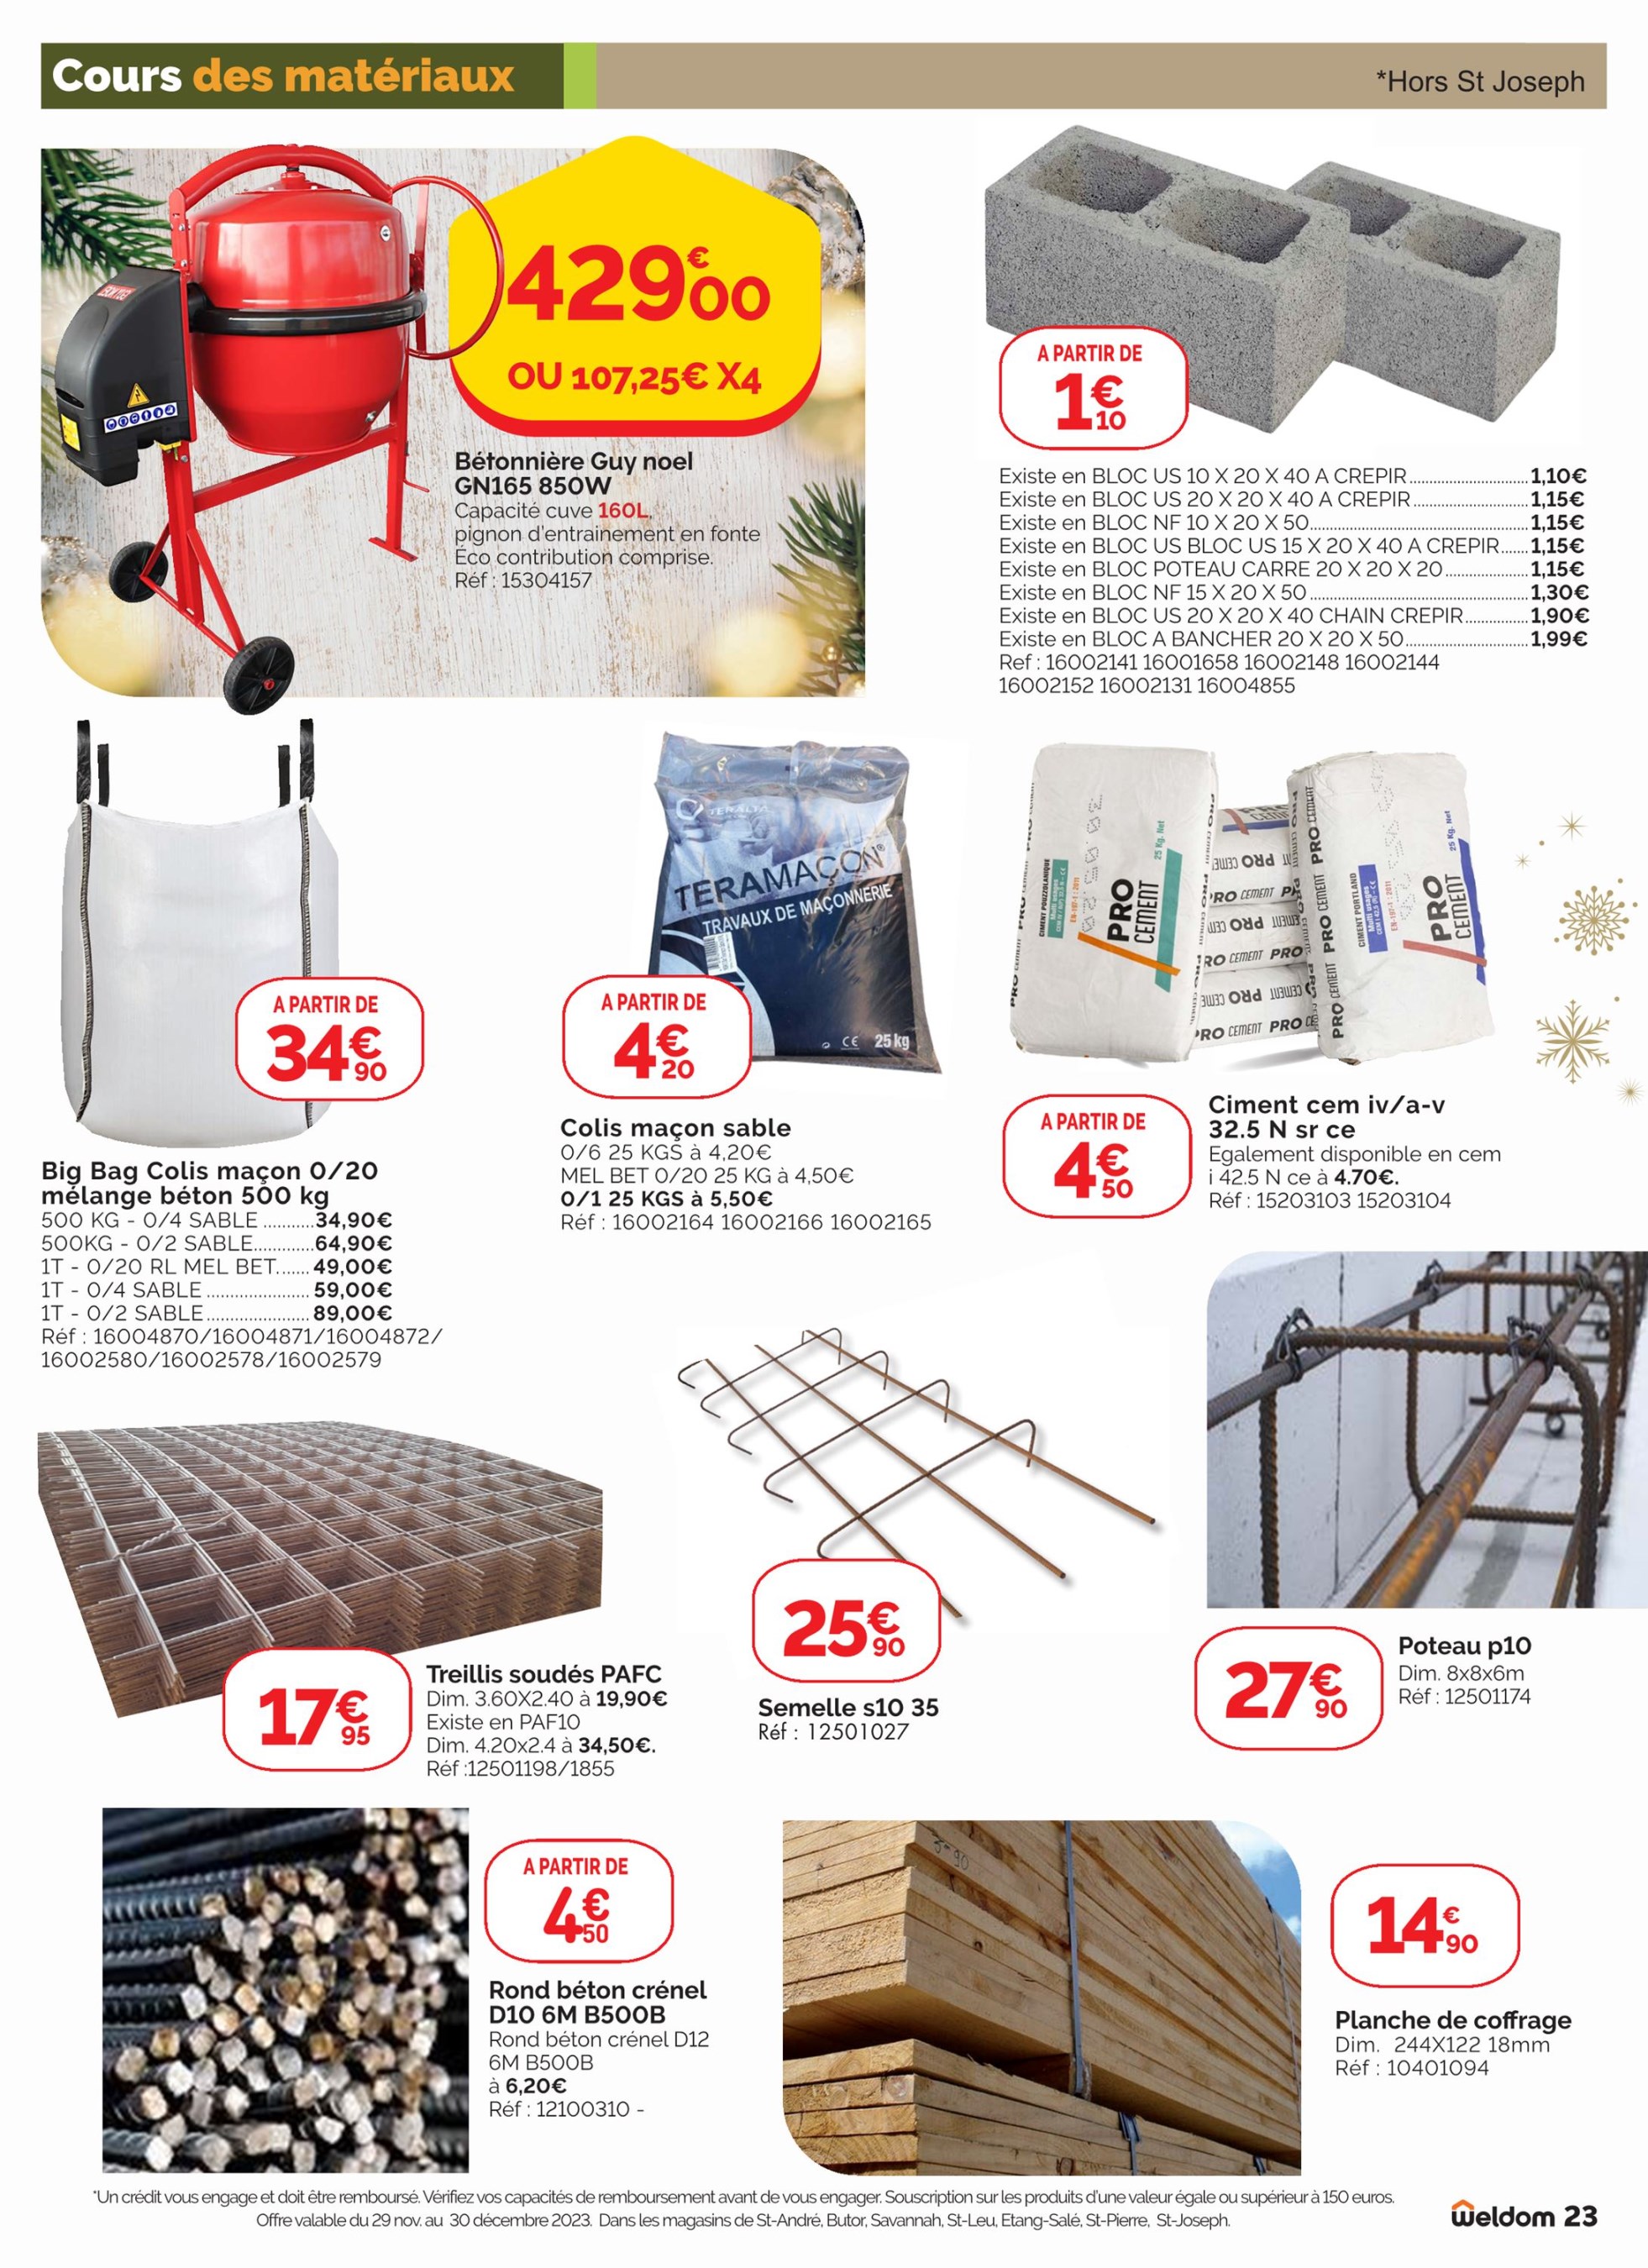 Cours des matériaux
*Hors St Joseph
429€00
OU 107,25€ X4
Bétonnière Guy noel
GN165 850W
Capacité cuve 160L,
pignon d'entrainement en fonte
Éco contribution comprise.
Réf : 15304157
A PARTIR DE
1€10
Existe en BLOC US 10 X 20 X 40 A CREPIR............................1,10€
Existe en BLOC US 20 X 20 X 40 A CREPIR............................1,15€
Existe en BLOC NF 10 X 20 X 50............................1,15€
Existe en BLOC US BLOC US 15 X 20 X 40 A CREPIR......1,15€
Existe en BLOC POTEAU CARRE 20 X 20 X 20....................1,15€
Existe en BLOC NF 15 X 20 X 50............................1,30€
Existe en BLOC US 20 X 20 X 40 CHAIN CREPIR...............1,90€
Existe en BLOC A BANCHER 20 X 20 X 50............................1,99€
Ref : 16002141 16001658 16002148 16002144
16002152 16002131 16004855
A PARTIR DE
34€90
Big Bag Colis maçon 0/20
mélange béton 500 kg
500 KG - 0/4 SABLE ...........34,90€
500KG - 0/2 SABLE.............64,90€
1T - 0/20 RL MEL BET....... 49,00€
1T - 0/4 SABLE ...................... 59,00€
1T - 0/2 SABLE...................... 89,00€
Réf : 16004870/16004871/16004872/
16002580/16002578/16002579
TERALTA
TERAMAÇON®
TRAVAUX DE MAÇONNERIE
CE 25 kg
A PARTIR DE
4€20
Colis maçon sable
0/6 25 KGS à 4,20€
MEL BET 0/20 25 KG à 4,50€
0/1 25 KGS à 5,50€
Réf : 16002164 16002166 16002165
CIMENT POUZZOLANIQUE
PRO CEMENT
25 Kg. Net
CIMENT PORTLAND
PRO CEMENT
25 Kg. Net
A PARTIR DE
4€50
Ciment cem iv/a-v
32.5 N sr ce
Egalement disponible en cem
i 42.5 N ce à 4.70€.
Réf : 15203103 15203104
17€95
Treillis soudés PAFC
Dim. 3.60X2.40 à 19,90€
Existe en PAF10
Dim. 4.20x2.4 à 34,50€.
Réf :12501198/1855
25€90
Semelle s10 35
Réf : 12501027
27€90
Poteau p10
Dim. 8x8x6m
Réf : 12501174
A PARTIR DE
4€50
Rond béton crénel
D10 6M B500B
Rond béton crénel D12
6M B500B
à 6,20€
Réf : 12100310 -
14€90
Planche de coffrage
Dim. 244X122 18mm
Réf : 10401094
*Un crédit vous engage et doit être remboursé. Vérifiez vos capacités de remboursement avant de vous engager. Souscription sur les produits d'une valeur égale ou supérieur à 150 euros.
Offre valable du 29 nov. au 30 décembre 2023. Dans les magasins de St-André, Butor, Savannah, St-Leu, Etang-Salé, St-Pierre, St-Joseph.
weldom 23